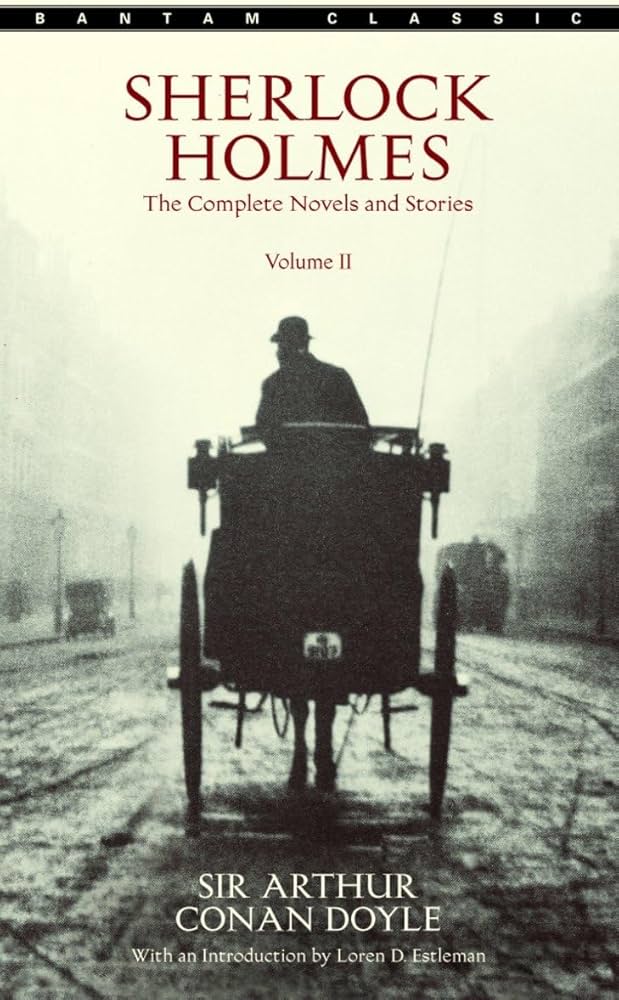 BANTAM CLASSIC
SHERLOCK
HOLMES
The Complete Novels and Stories
Volume II
SIR ARTHUR
CONAN DOYLE
With an Introduction by Loren D. Estleman